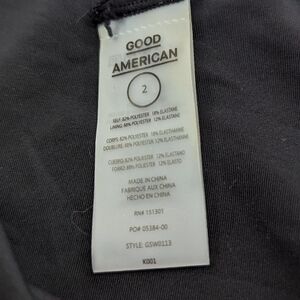 GOOD
AMERICAN
2
SELF: 82% POLYESTER 18% ELASTANE
LINING: 88% POLYESTER 12% ELASTANE
CORPS: 82% POLYESTER 18% ELASTHANNE
DOUBLURE: 88% POLYESTER 12% ELASTHANNE
CUERPO: 82% POLIESTER ELASTANO
FORRO: 88% POLIESTER 12% ELASTO
MADE IN CHINA
FABRIQUE AUX CHINA
HECHO EN CHINA
RN# 151301
PO# 05384-00
STYLE: GSW0113
K001